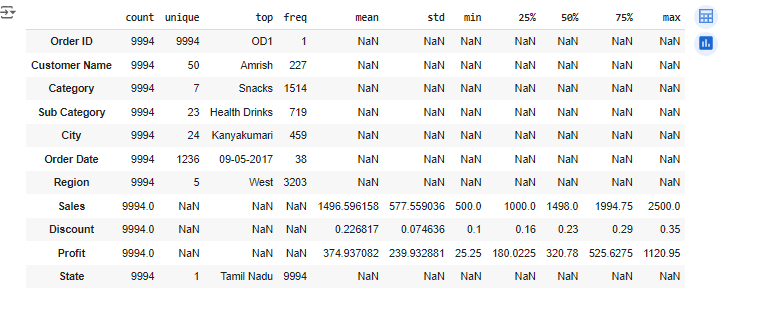 count unique top freq mean std min 25% 50% 75% max
Order ID 9994 9994 OD1 1 NaN NaN NaN NaN NaN NaN NaN
Customer Name 9994 50 Amrish 227 NaN NaN NaN NaN NaN NaN NaN
Category 9994 7 Snacks 1514 NaN NaN NaN NaN NaN NaN NaN
Sub Category 9994 23 Health Drinks 719 NaN NaN NaN NaN NaN NaN NaN
City 9994 24 Kanyakumari 459 NaN NaN NaN NaN NaN NaN NaN
Order Date 9994 1236 09-05-2017 38 NaN NaN NaN NaN NaN NaN NaN
Region 9994 5 West 3203 NaN NaN NaN NaN NaN NaN NaN
Sales 9994.0 NaN NaN NaN 1496.596158 577.559036 500.0 1000.0 1498.0 1994.75 2500.0
Discount 9994.0 NaN NaN NaN 0.226817 0.074636 0.1 0.16 0.23 0.29 0.35
Profit 9994.0 NaN NaN NaN 374.937082 239.932881 25.25 180.0225 320.78 525.6275 1120.95
State 9994 1 Tamil Nadu 9994 NaN NaN NaN NaN NaN NaN NaN